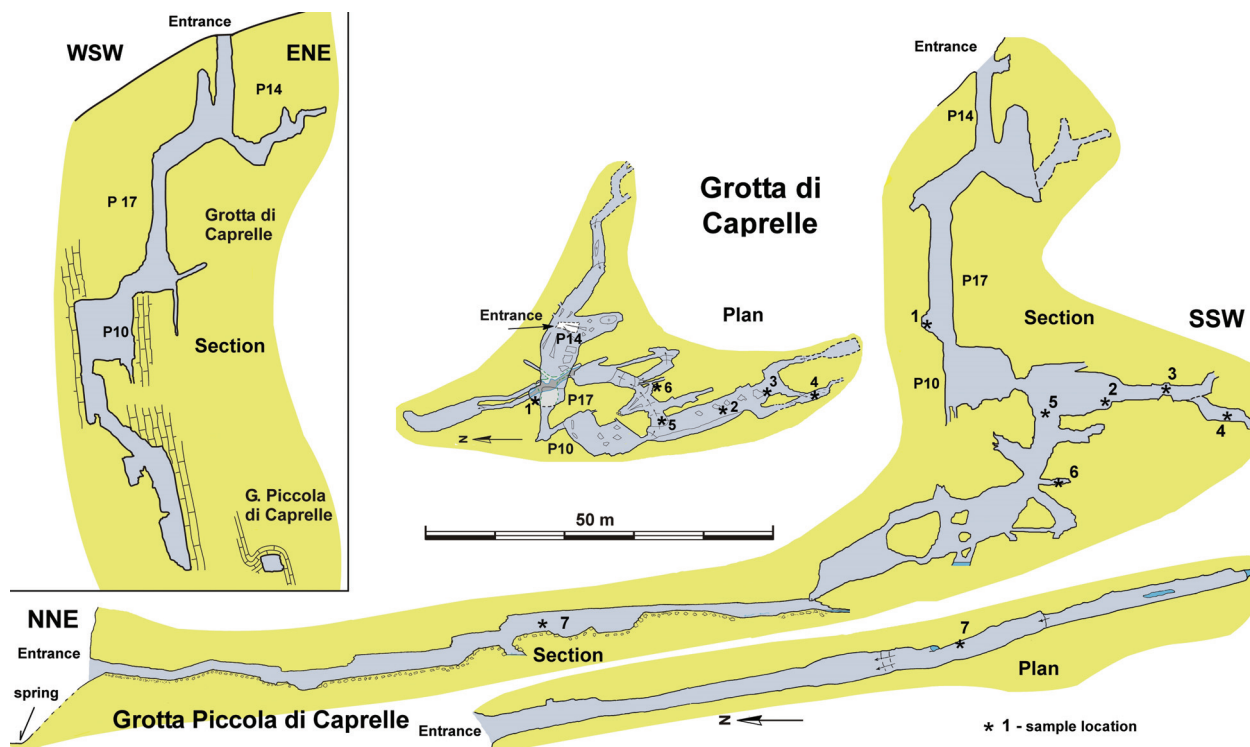 Entrance
WSW
ENE
P14
P 17
Grotta di
Caprelle
P10
Section
G. Piccola
di Caprelle
Grotta di
Caprelle
Plan
Entrance
P14
P17
P10
1
6
5
2
3
4
N
50 m
Entrance
P14
P17
1
Section
SSW
P10
5
2
3
4
6
NNE
Entrance
spring
7
Section
Grotta Piccola di Caprelle
Entrance
7
Plan
N
* 1 - sample location